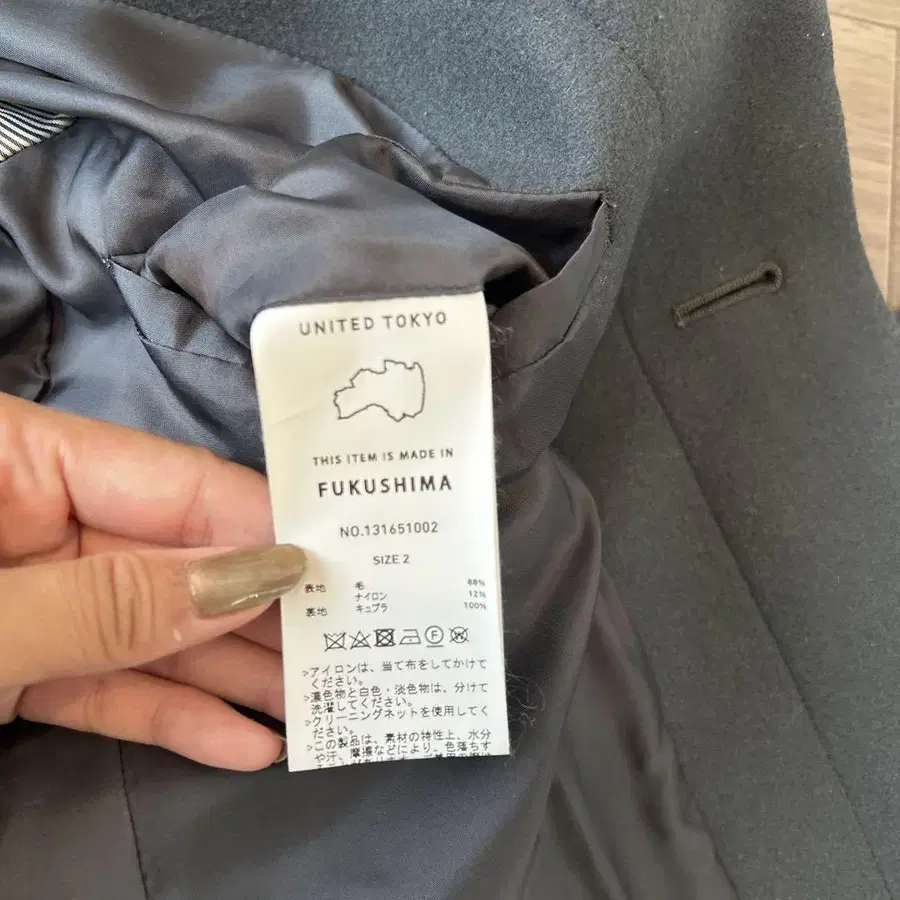 UNITED TOKYO
THIS ITEM IS MADE IN
FUKUSHIMA
NO.131651002
SIZE 2
表地 毛 88%
ナイロン 12%
裏地 キュプラ 100%
F W
>アイロンは、当て布をしてかけて
ください。
>濃色物と白色・淡色物は、分けて
洗濯してください。
>クリーニングネットを使用してく
ださい。
>この製品は、素材の特性上、水分
や汗、摩擦などにより、色落ちす